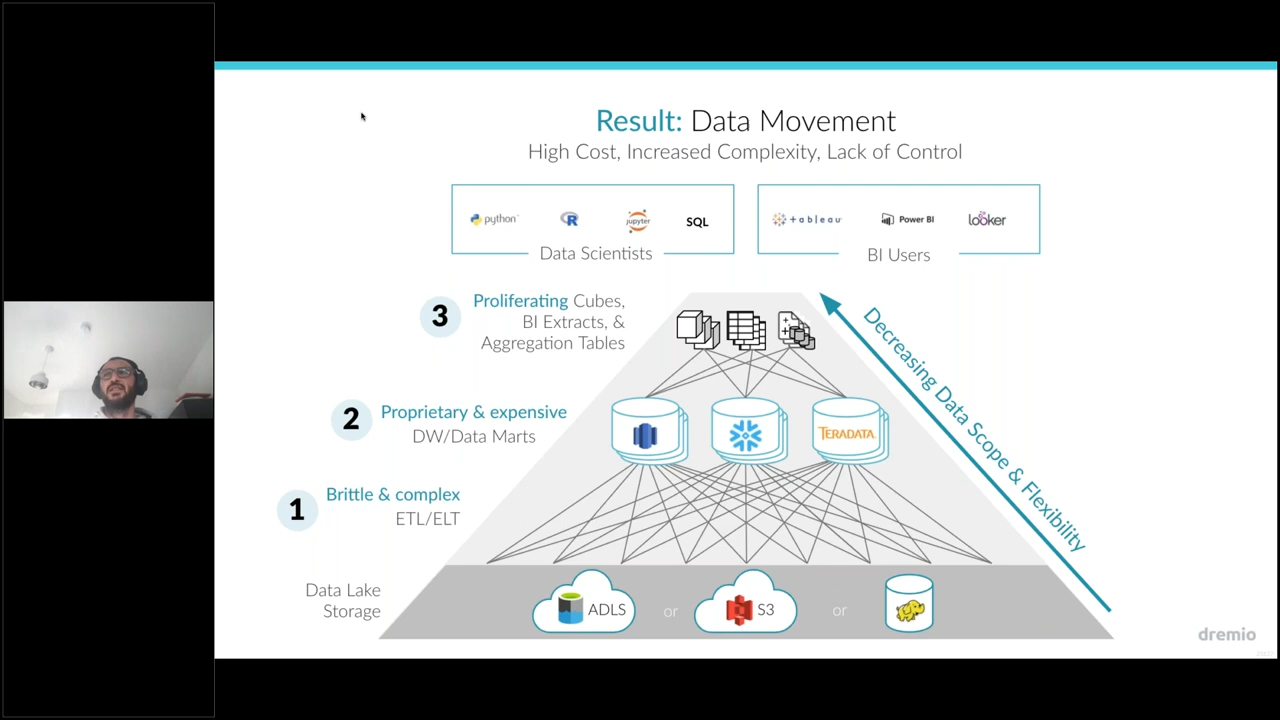 Result: Data Movement
High Cost, Increased Complexity, Lack of Control
python
R
jupyter
SQL
Data Scientists
+ a b l e a u
Power BI
looker
BI Users
3
Proliferating Cubes,
BI Extracts, &
Aggregation Tables
Decreasing Data Scope & Flexibility
2
Proprietary & expensive
DW/Data Marts
TERADATA
1
Brittle & complex
ETL/ELT
Data Lake
Storage
ADLS
or
S3
or
dremio